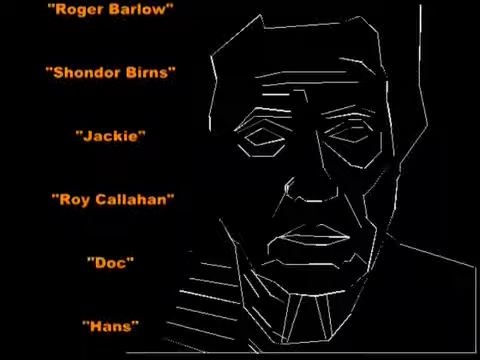 "Roger Barlow"
"Shondor Birns"
"Jackie"
"Roy Callahan"
"Doc"
"Hans"